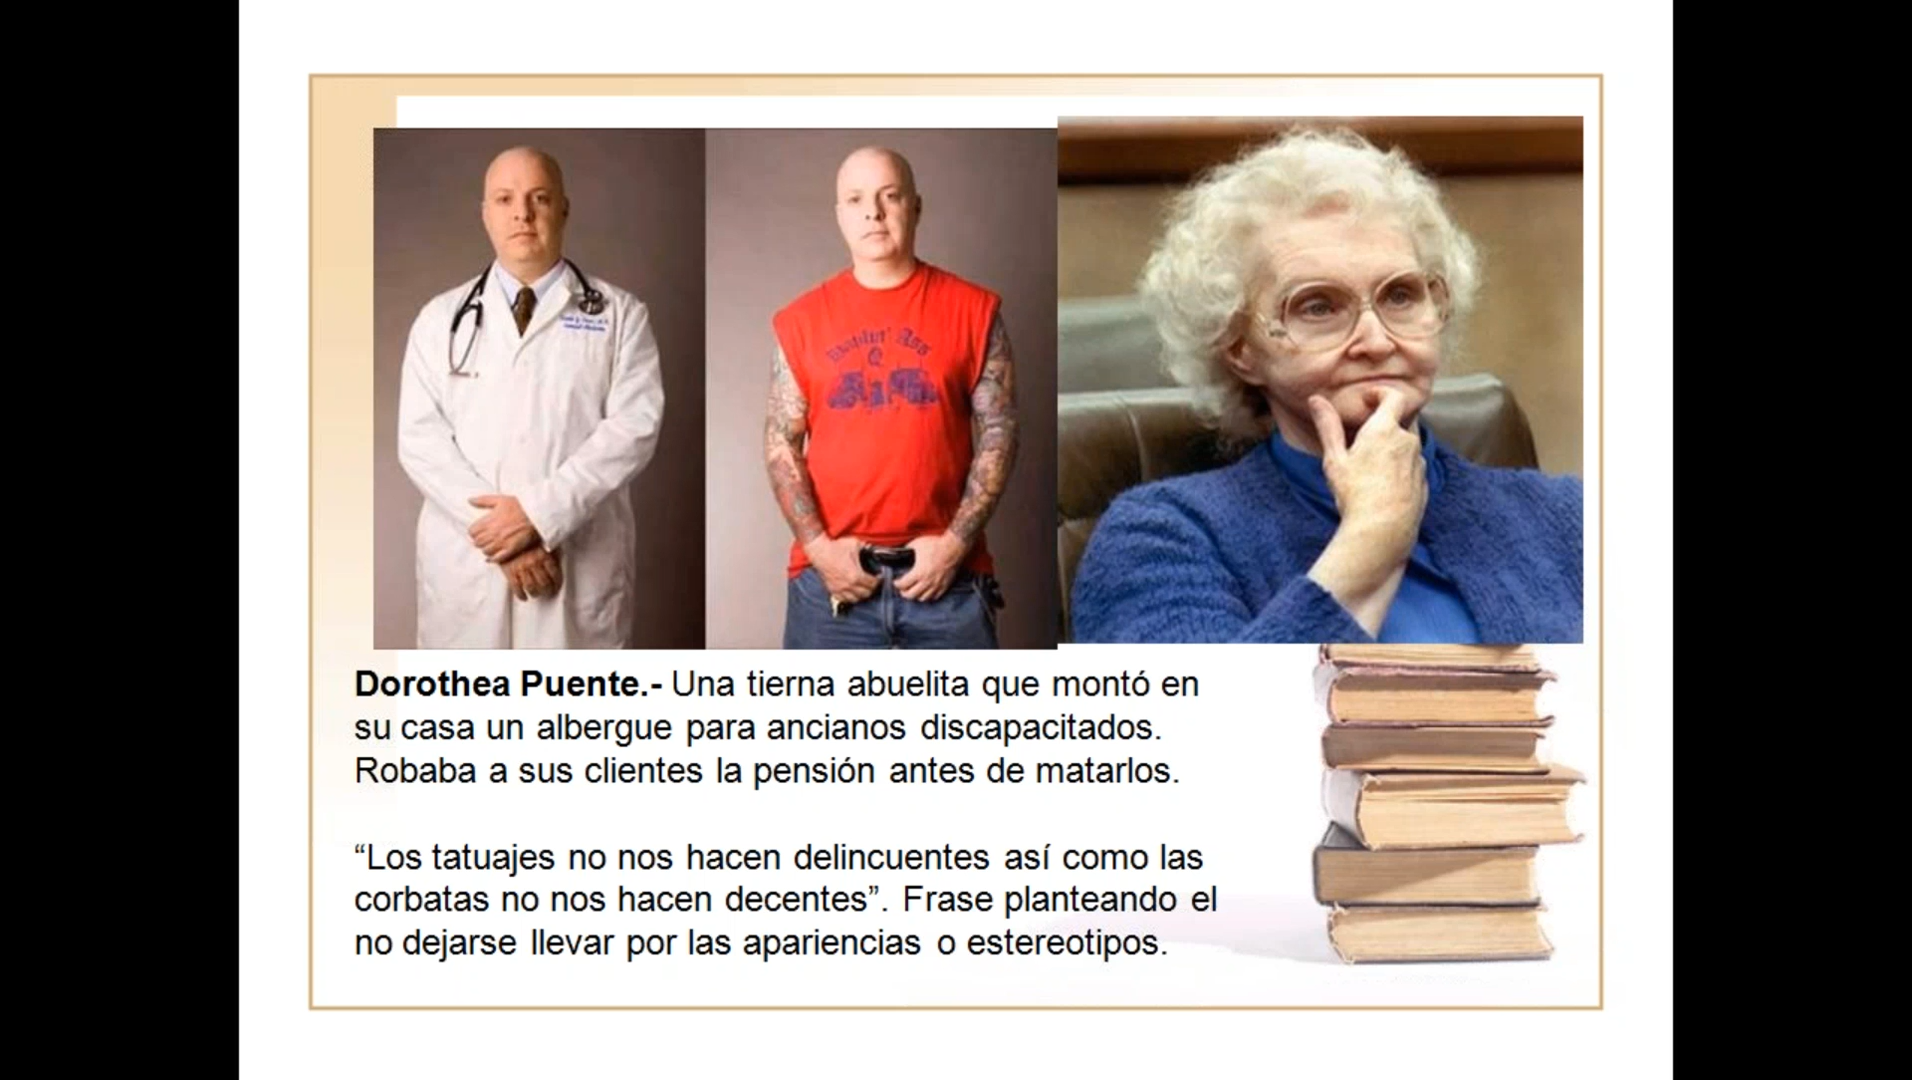 Smokin' Ass
Q
Dorothea Puente.- Una tierna abuelita que montó en
su casa un albergue para ancianos discapacitados.
Robaba a sus clientes la pensión antes de matarlos.
“Los tatuajes no nos hacen delincuentes así como las
corbatas no nos hacen decentes”. Frase planteando el
no dejarse llevar por las apariencias o estereotipos.